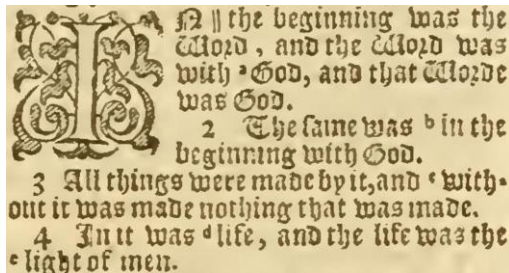 IN || the beginning was the
Word, and the Word was
with ᵃ God, and that Worde
was God.
2 The same was ᵇ in the
beginning with God.
3 All things were made by it, and ᶜ with-
out it was made nothing that was made.
4 In it was ᵈ life, and the life was the
ᵉ light of men.